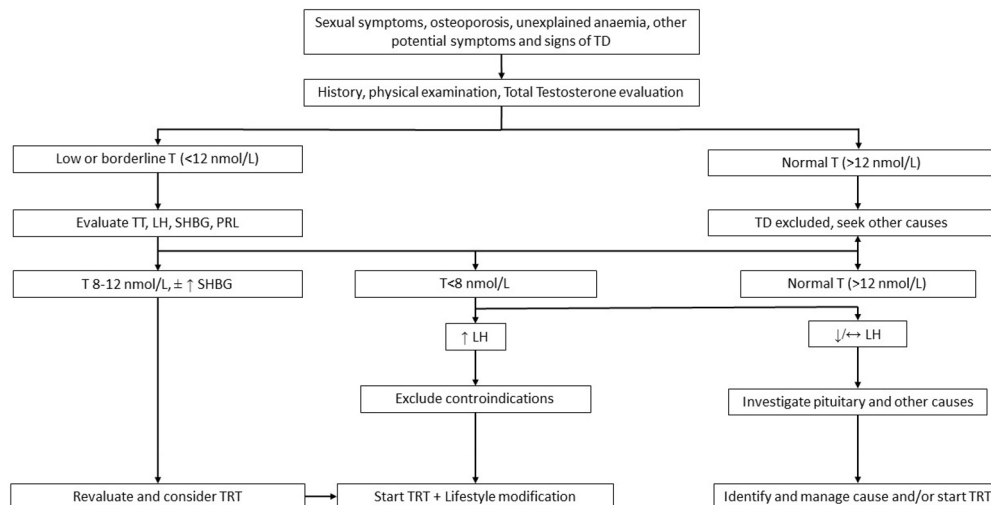 Sexual symptoms, osteoporosis, unexplained anaemia, other
potential symptoms and signs of TD
History, physical examination, Total Testosterone evaluation
Low or borderline T (<12 nmol/L)
Normal T (>12 nmol/L)
Evaluate TT, LH, SHBG, PRL
TD excluded, seek other causes
T 8-12 nmol/L, ± ↑ SHBG
T<8 nmol/L
Normal T (>12 nmol/L)
↑ LH
↓/↔ LH
Exclude controindications
Investigate pituitary and other causes
Revaluate and consider TRT
Start TRT + Lifestyle modification
Identify and manage cause and/or start TRT